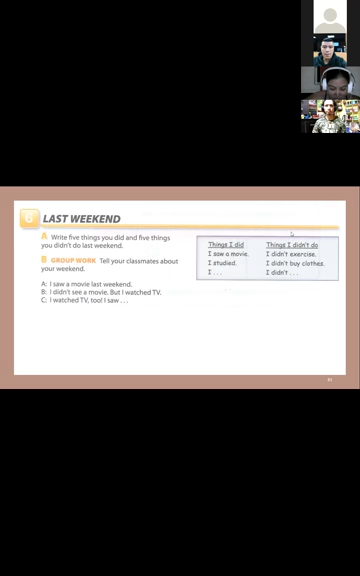 6 LAST WEEKEND
A Write five things you did and five things
you didn't do last weekend.
B GROUP WORK Tell your classmates about
your weekend.
A: I saw a movie last weekend.
B: I didn't see a movie. But I watched TV.
C: I watched TV, too! I saw . . .
Things I did
I saw a movie.
I studied.
I . . .
Things I didn't do
I didn't exercise.
I didn't buy clothes.
I didn't . . .